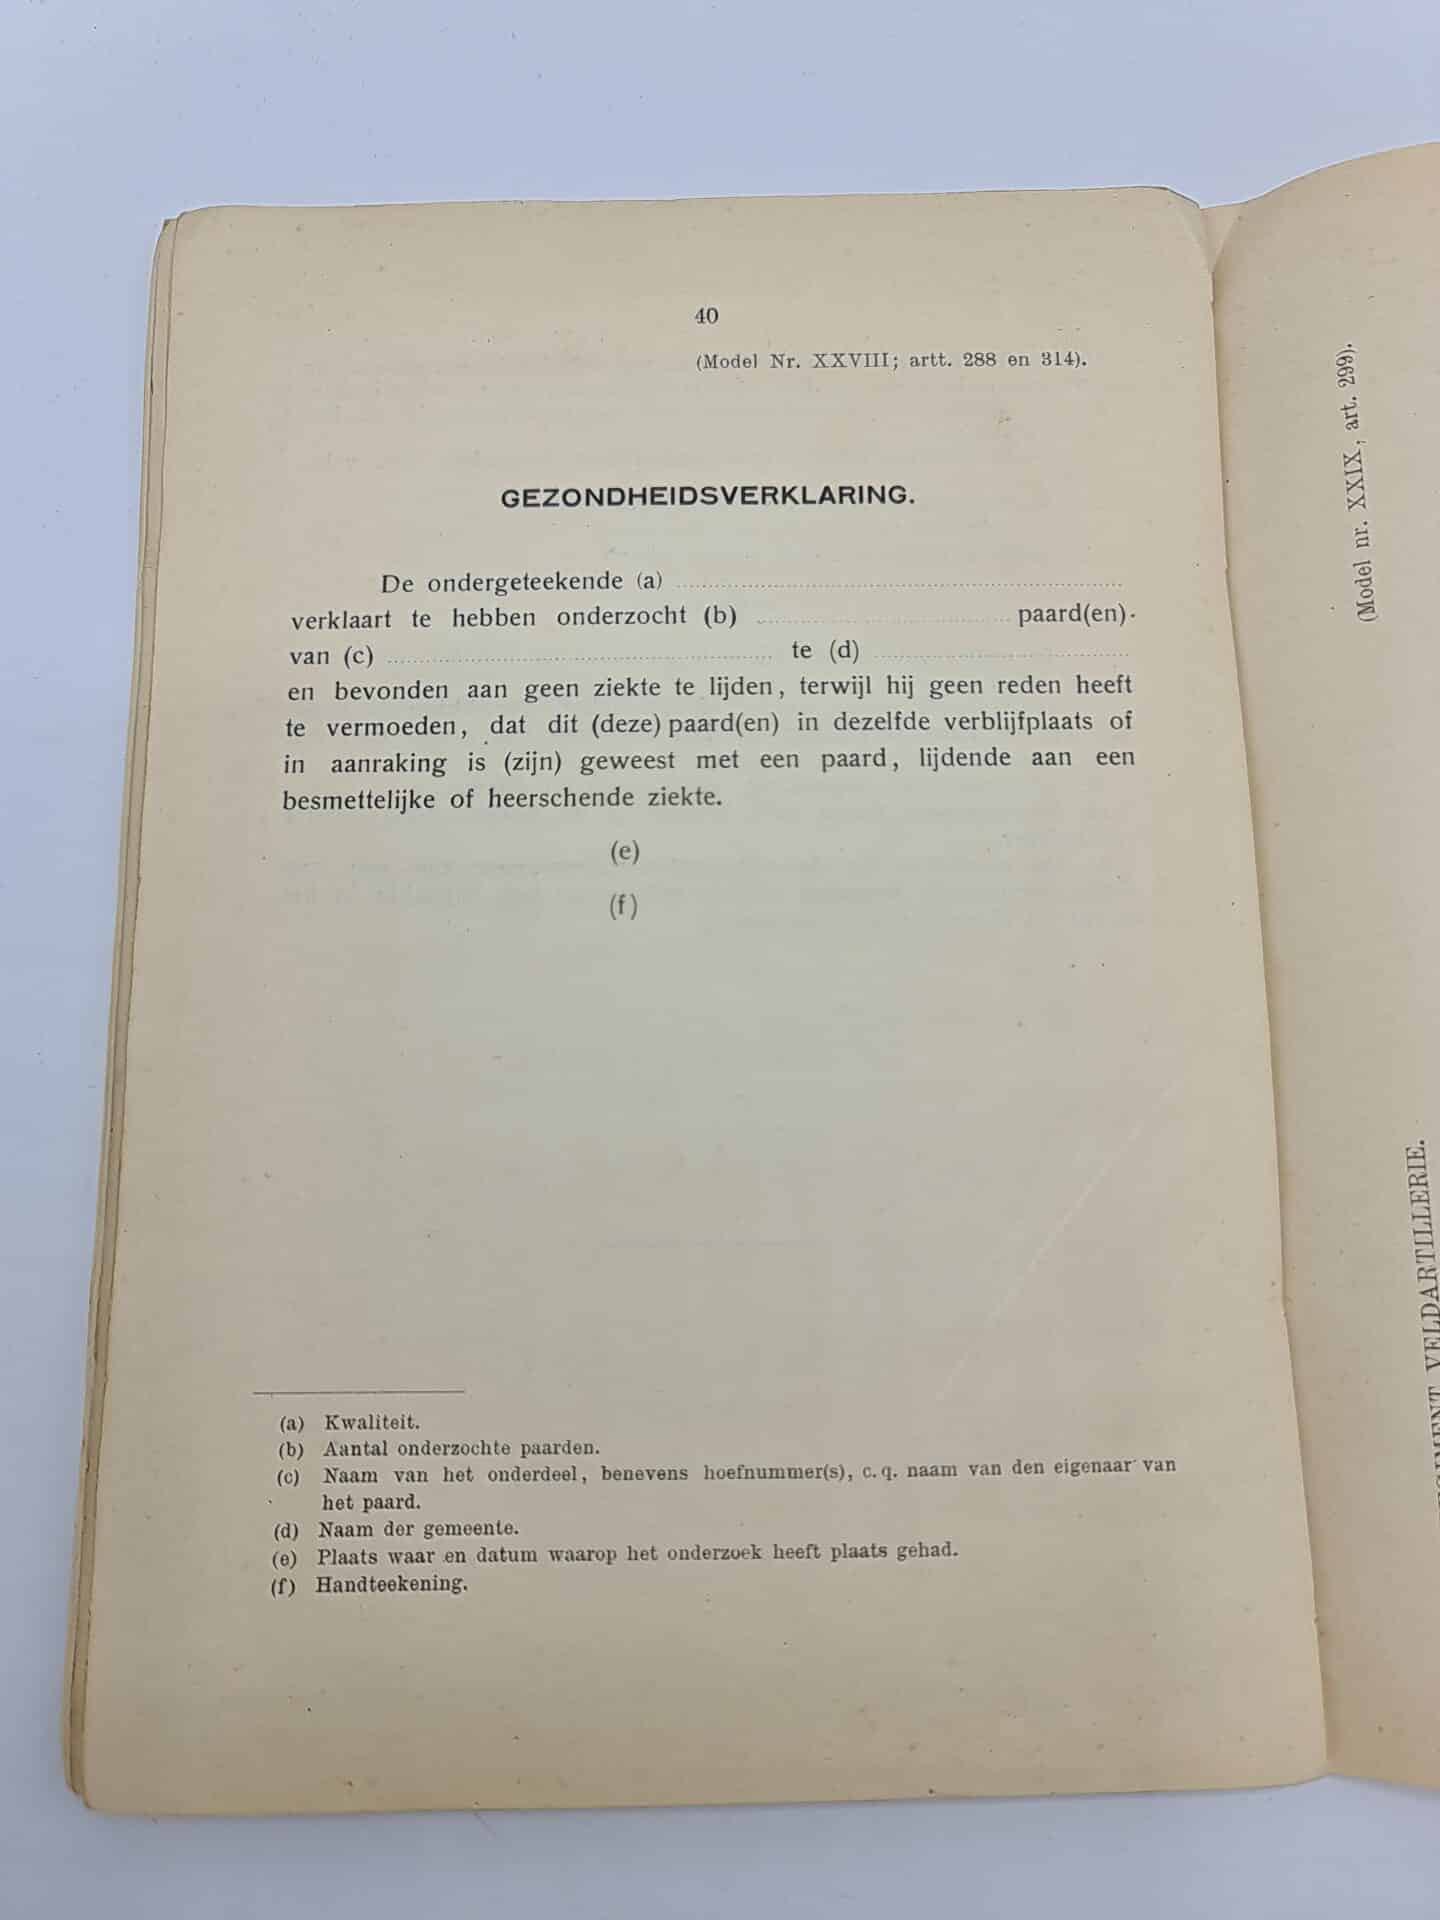 40
(Model Nr. XXVIII; artt. 288 en 314).
GEZONDHEIDSVERKLARING.
De ondergeteekende (a)
verklaart te hebben onderzocht (b) paard(en).
van (c) te (d)
en bevonden aan geen ziekte te lijden, terwijl hij geen reden heeft
te vermoeden, dat dit (deze) paard(en) in dezelfde verblijfplaats of
in aanraking is (zijn) geweest met een paard, lijdende aan een
besmettelijke of heerschende ziekte.
(e)
(f)
(a) Kwaliteit.
(b) Aantal onderzochte paarden.
(c) Naam van het onderdeel, benevens hoefnummer(s), c.q. naam van den eigenaar van
het paard.
(d) Naam der gemeente.
(e) Plaats waar en datum waarop het onderzoek heeft plaats gehad.
(f) Handteekening.
(Model nr. XXIX, art. 299).
VELDARTILLERIE.